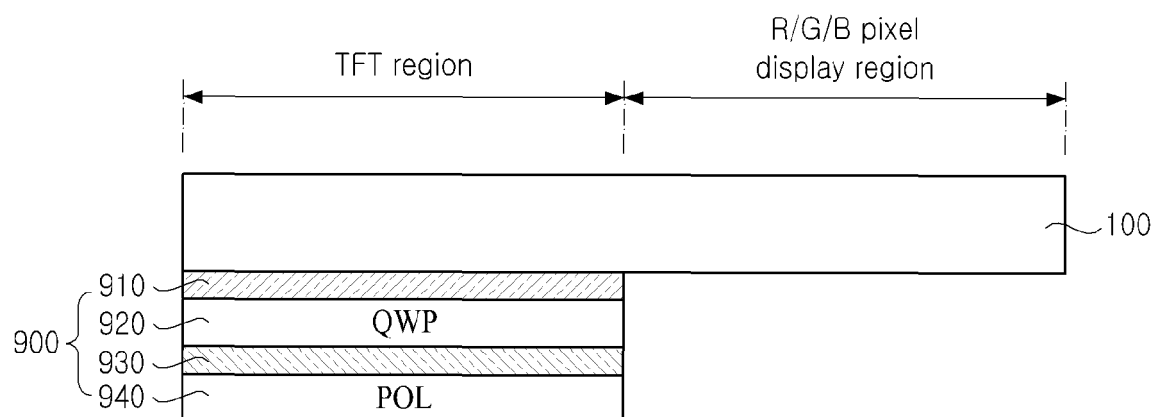 R/G/B pixel
display region
TFT region
100
910
920
QWP
900
930
940
POL